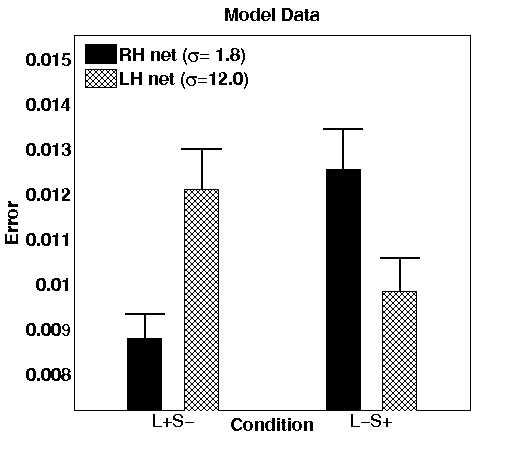 Model Data
RH net (σ= 1.8)
LH net (σ=12.0)
0.015
0.014
0.013
0.012
0.011
0.01
0.009
0.008
Error
L+S−
L−S+
Condition